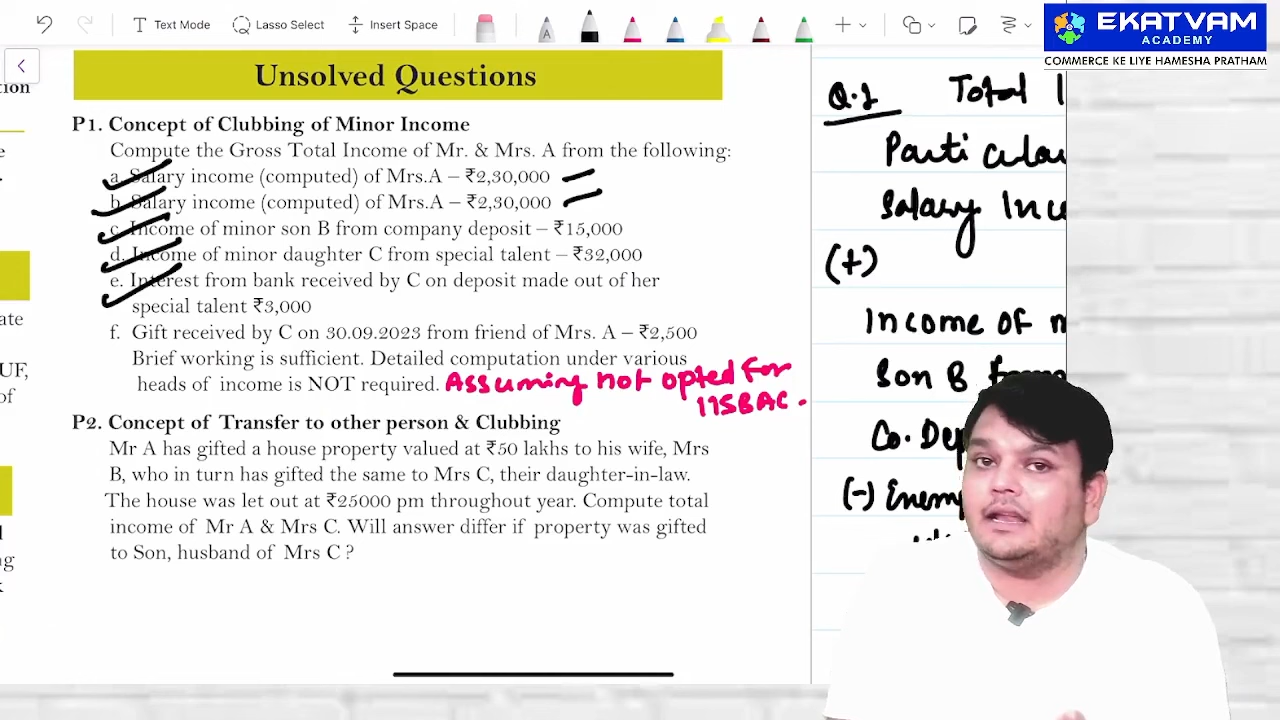 Text Mode
Lasso Select
Insert Space
EKATVAM
ACADEMY
COMMERCE KE LIYE HAMESHA PRATHAM
Unsolved Questions
P1. Concept of Clubbing of Minor Income
Compute the Gross Total Income of Mr. & Mrs. A from the following:
a. Salary income (computed) of Mrs.A – ₹2,30,000
b. Salary income (computed) of Mrs.A – ₹2,30,000
c. Income of minor son B from company deposit – ₹15,000
d. Income of minor daughter C from special talent – ₹32,000
e. Interest from bank received by C on deposit made out of her
special talent ₹3,000
f. Gift received by C on 30.09.2023 from friend of Mrs. A – ₹2,500
Brief working is sufficient. Detailed computation under various
heads of income is NOT required.
Assuming not opted for
115BAC.
P2. Concept of Transfer to other person & Clubbing
Mr A has gifted a house property valued at ₹50 lakhs to his wife, Mrs
B, who in turn has gifted the same to Mrs C, their daughter-in-law.
The house was let out at ₹25000 pm throughout year. Compute total
income of Mr A & Mrs C. Will answer differ if property was gifted
to Son, husband of Mrs C ?
Q.1 Total
Salary
(+)
Income of
Son B
Co.
(-)